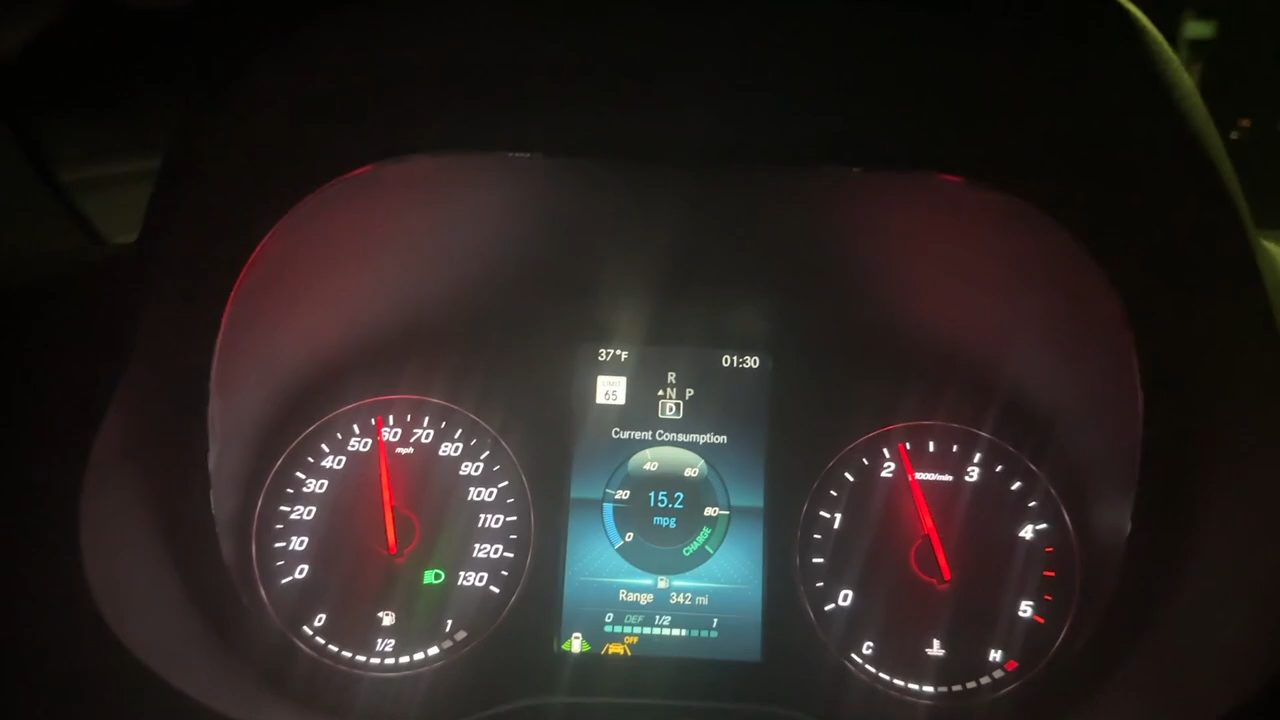 37°F 01:30
LIMIT
65
R
N P
D
Current Consumption
0 20 40 60 80
15.2
mpg
CHARGE
Range 342 mi
0 DEF 1/2 1
OFF
0 10 20 30 40 50 60 70 80 90 100 110 120 130
mph
0 1/2 1
0 1 2 3 4 5
1000/min
C H